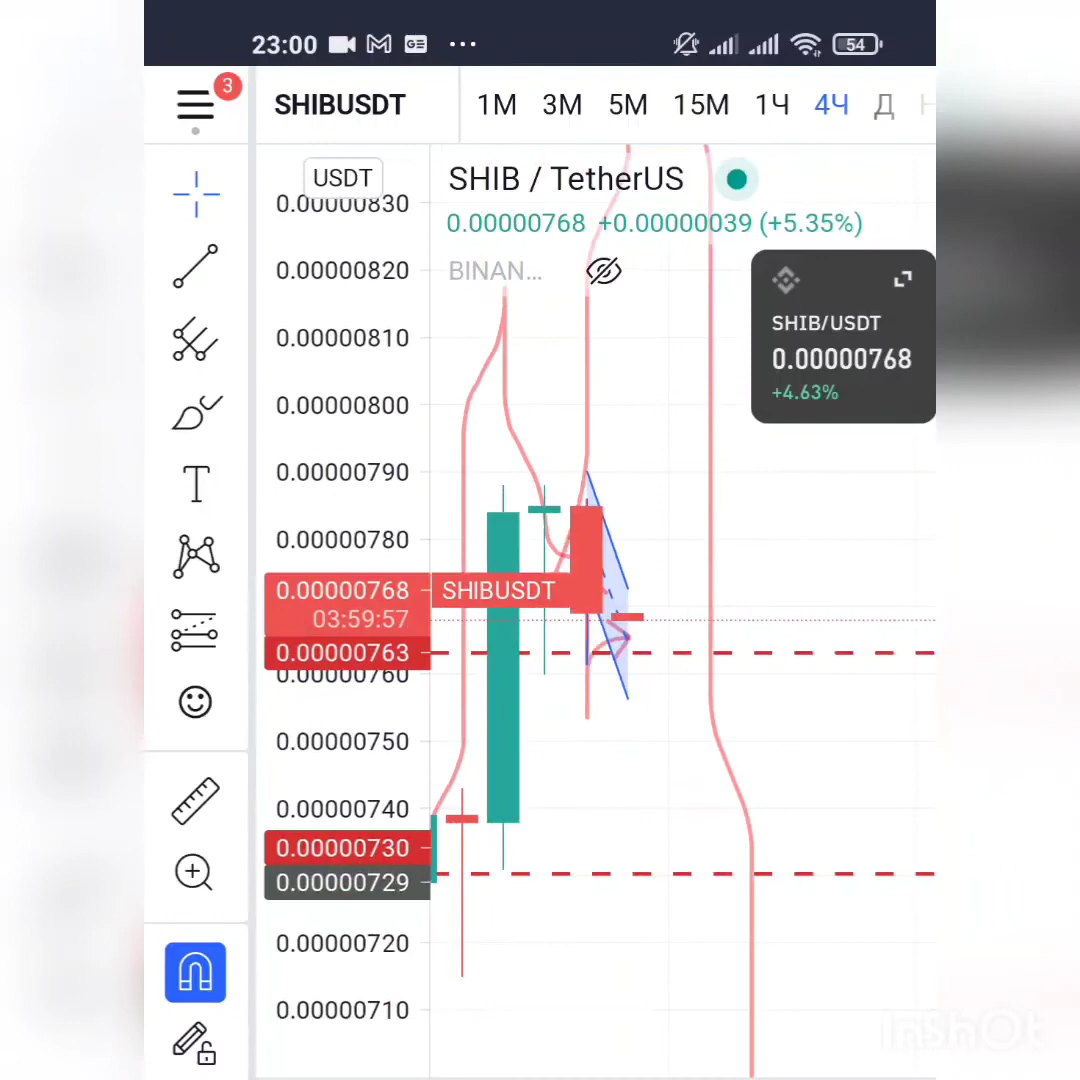 23:00
54
3
SHIBUSDT
1М 3М 5М 15М 1Ч 4Ч Д
USDT
SHIB / TetherUS
0.00000768 +0.00000039 (+5.35%)
BINAN...
SHIB/USDT
0.00000768
+4.63%
0.00000830
0.00000820
0.00000810
0.00000800
0.00000790
0.00000780
0.00000768 SHIBUSDT
03:59:57
0.00000763
0.00000760
0.00000750
0.00000740
0.00000730
0.00000729
0.00000720
0.00000710
InShOt